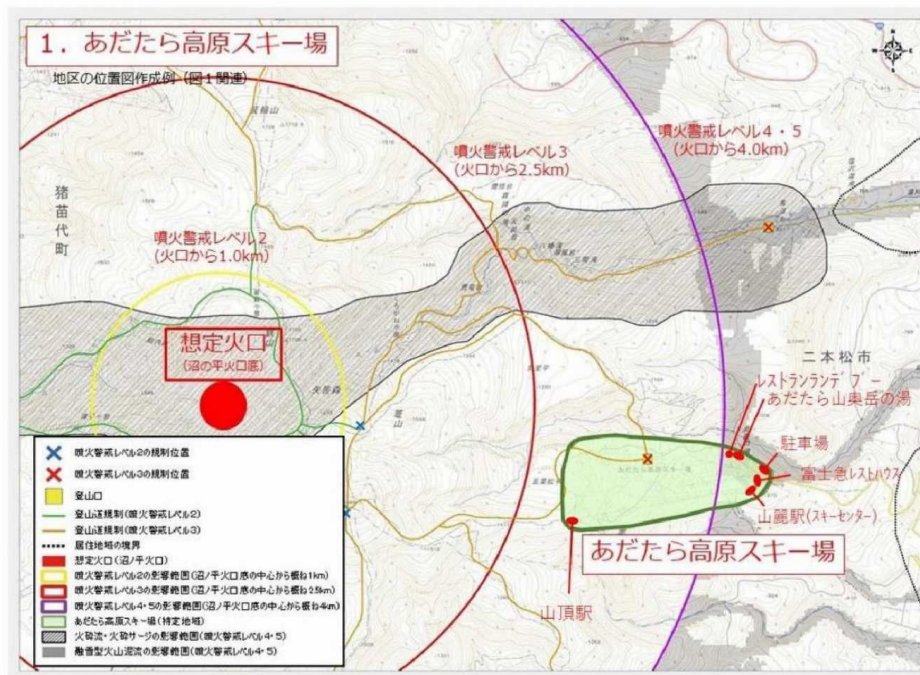 1. あだたら高原スキー場
地区の位置図作成例(図1関連)
猪苗代町
噴火警戒レベル2
(火口から1.0km)
噴火警戒レベル3
(火口から2.5km)
噴火警戒レベル4・5
(火口から4.0km)
想定火口
(沼の平火口底)
矢筈森
二本松市
レストランランデブー
あだたら山奥岳の湯
駐車場
富士急レストハウス
山麓駅(スキーセンター)
あだたら高原スキー場
山頂駅
噴火警戒レベル2の規制位置
噴火警戒レベル3の規制位置
登山口
登山道規制(噴火警戒レベル2)
登山道規制(噴火警戒レベル3)
居住地域の境界
想定火口(沼ノ平火口)
噴火警戒レベル2の影響範囲(沼ノ平火口底の中心から概ね1km)
噴火警戒レベル3の影響範囲(沼ノ平火口底の中心から概ね2.5km)
噴火警戒レベル4・5の影響範囲(沼ノ平火口底の中心から概ね4km)
あだたら高原スキー場(特定地域)
火砕流・火砕サージの影響範囲(噴火警戒レベル4・5)
融雪型火山泥流の影響範囲(噴火警戒レベル4・5)